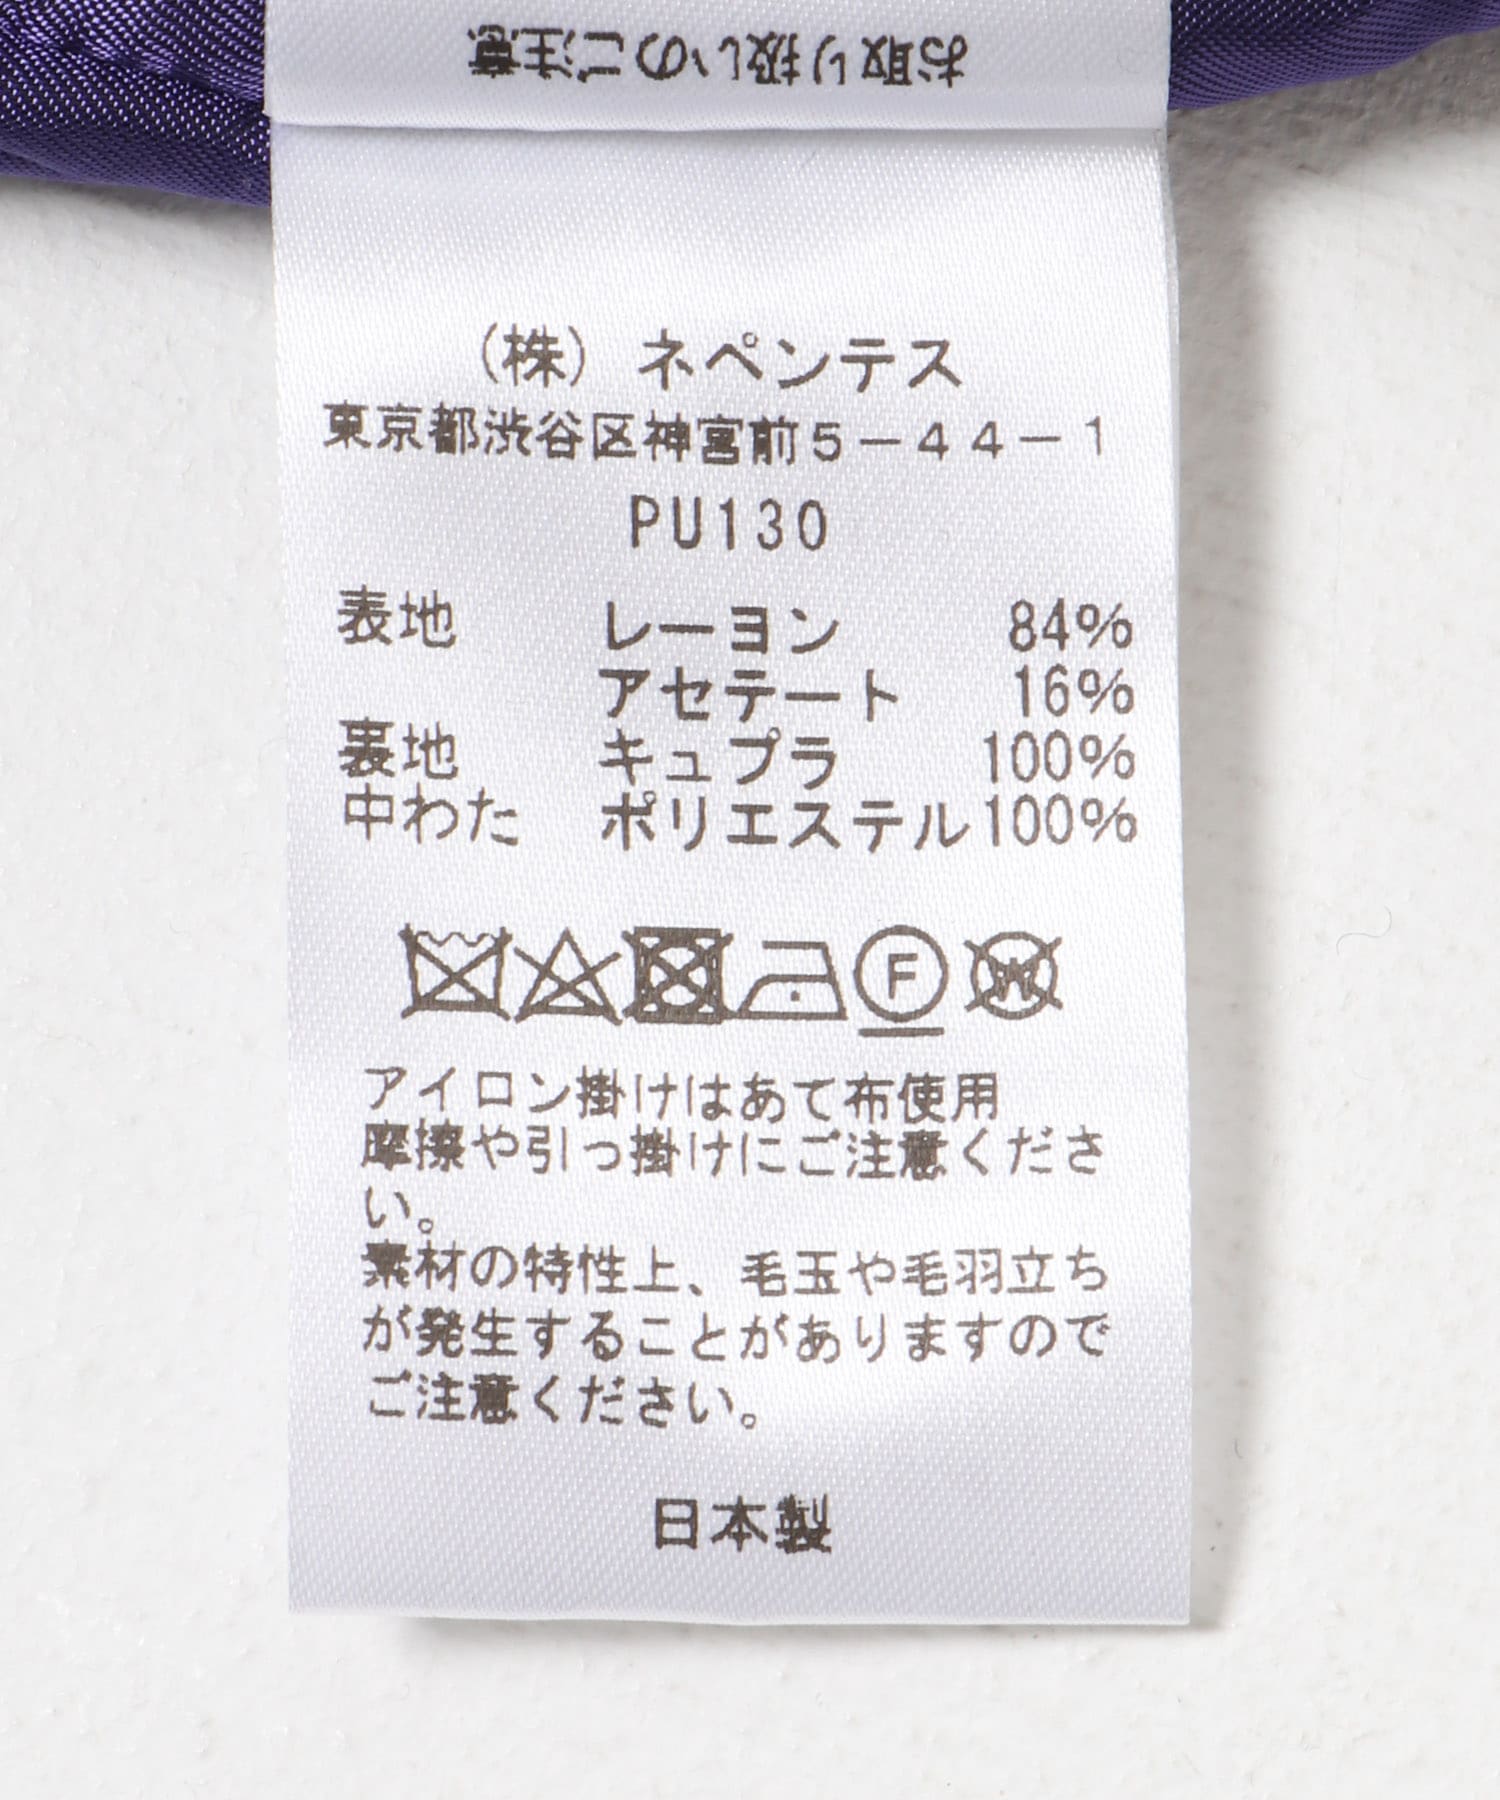 お取り扱いのご注意
(株) ネペンテス
東京都渋谷区神宮前5-44-1
PU130
表地 レーヨン 84%
アセテート 16%
裏地 キュプラ 100%
中わた ポリエステル100%
F W
アイロン掛けはあて布使用
摩擦や引っ掛けにご注意くださ
い。
素材の特性上、毛玉や毛羽立ち
が発生することがありますので
ご注意ください。
日本製